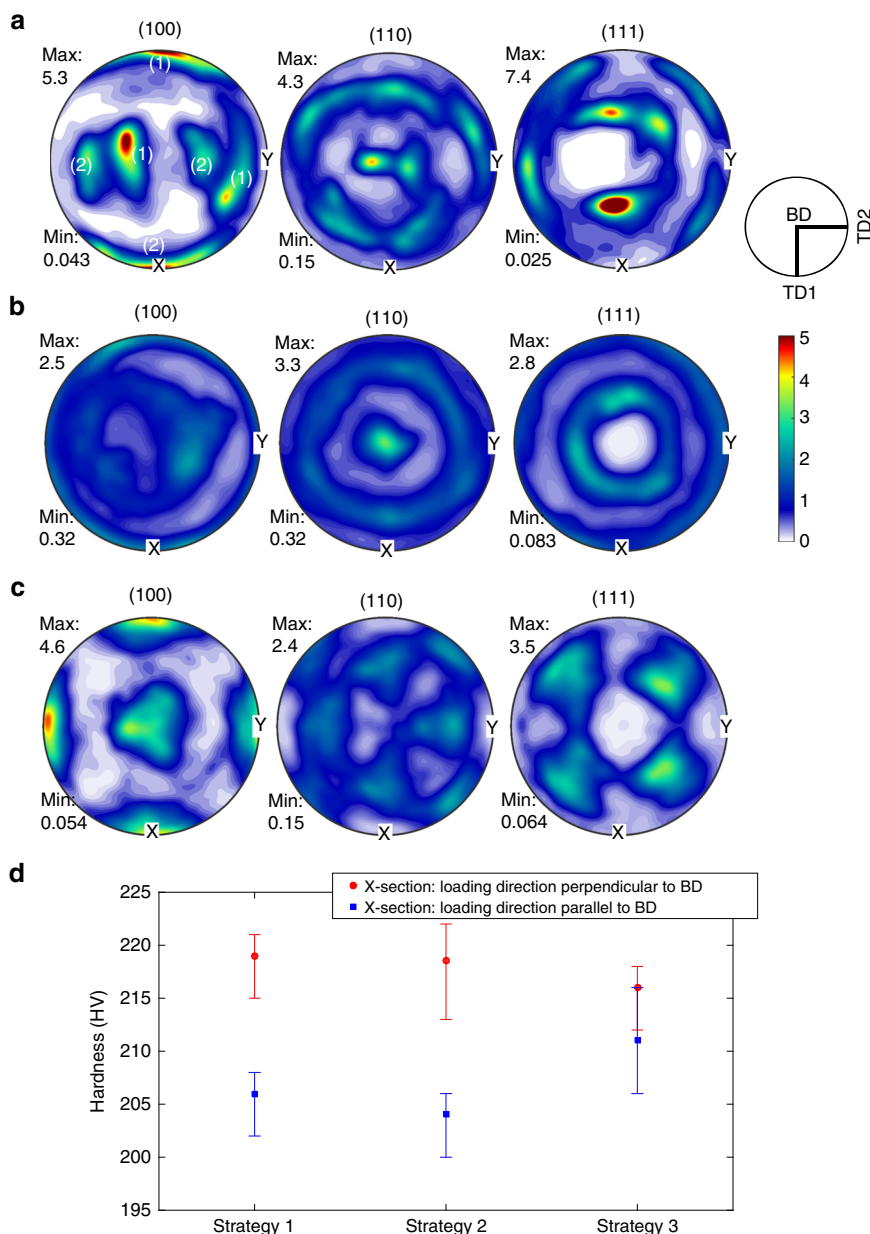 a
(100)
(110)
(111)
Max:
5.3
Max:
4.3
Max:
7.4
(1)
(2)
(1)
(2)
(1)
(2)
Y
Y
Y
Min:
0.043
Min:
0.15
Min:
0.025
X
X
X
BD
TD2
TD1
b
(100)
(110)
(111)
Max:
2.5
Max:
3.3
Max:
2.8
Y
Y
Y
Min:
0.32
Min:
0.32
Min:
0.083
X
X
X
5
4
3
2
1
0
c
(100)
(110)
(111)
Max:
4.6
Max:
2.4
Max:
3.5
Y
Y
Y
Min:
0.054
Min:
0.15
Min:
0.064
X
X
X
d
X-section: loading direction perpendicular to BD
X-section: loading direction parallel to BD
Hardness (HV)
225
220
215
210
205
200
195
Strategy 1
Strategy 2
Strategy 3